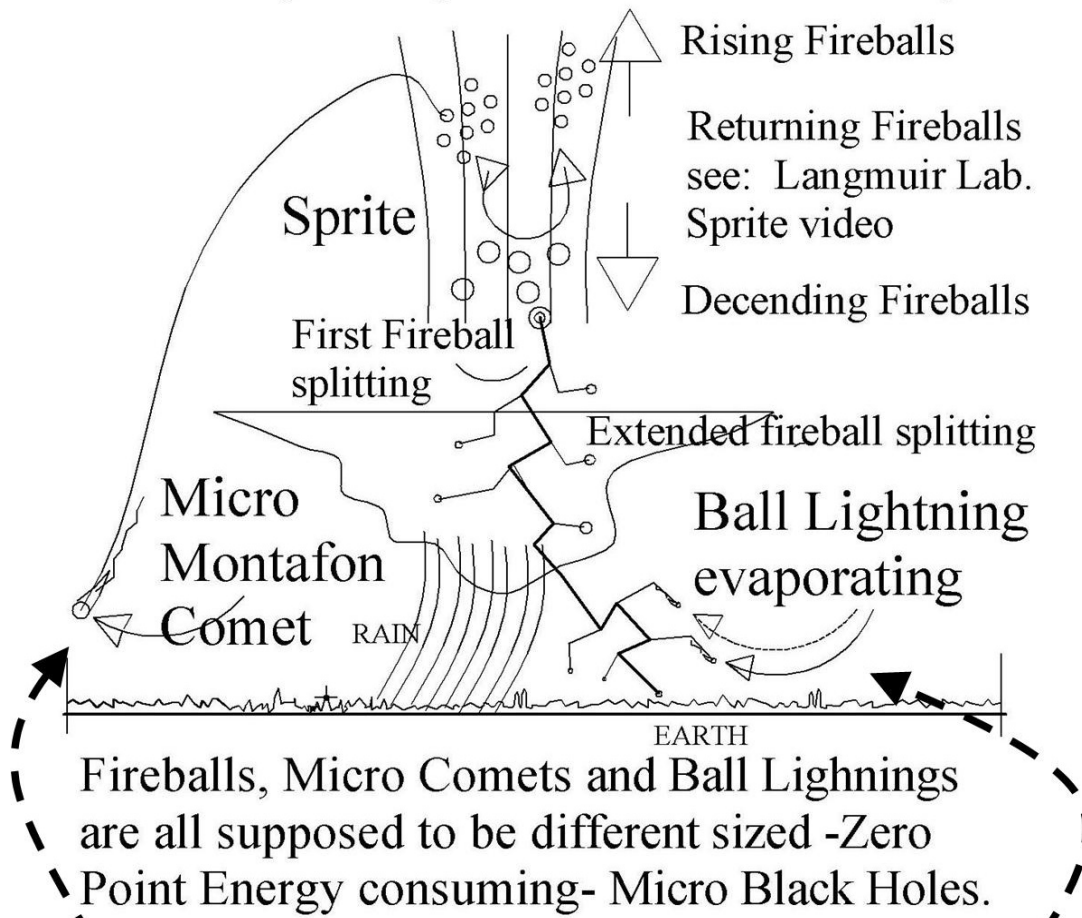 Rising Fireballs
Returning Fireballs
see: Langmuir Lab.
Sprite video
Sprite
Decending Fireballs
First Fireball
splitting
Extended fireball splitting
Micro
Montafon
Comet
Ball Lightning
evaporating
RAIN
EARTH
Fireballs, Micro Comets and Ball Lighnings
are all supposed to be different sized -Zero
Point Energy consuming- Micro Black Holes.